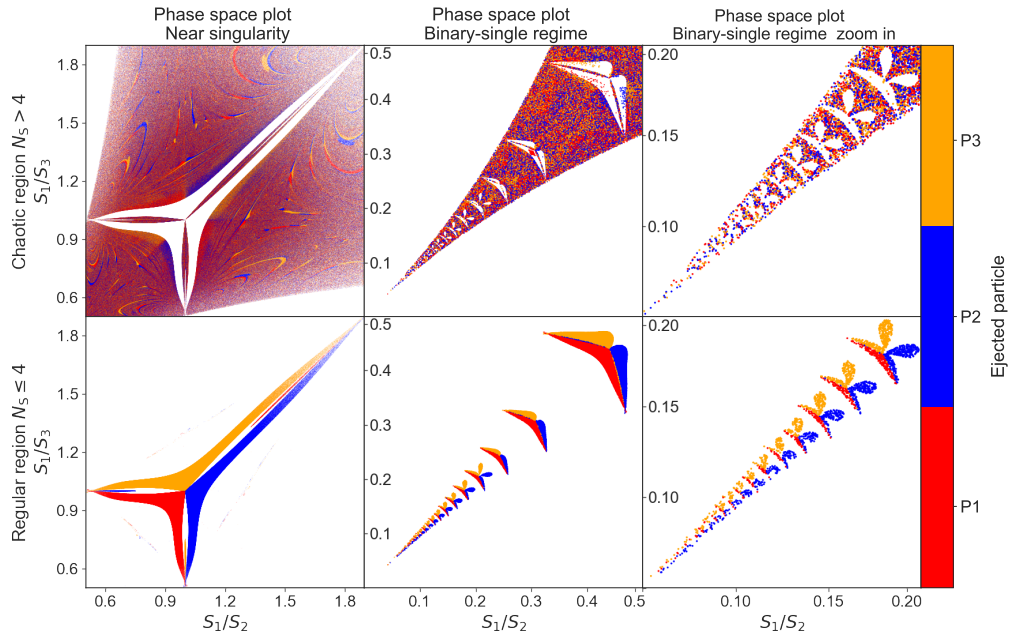 Phase space plot
Near singularity
Phase space plot
Binary-single regime
Phase space plot
Binary-single regime zoom in
Chaotic region N_S > 4
S_1/S_3
1.8
1.5
1.2
0.9
0.6
0.5
0.4
0.3
0.2
0.1
0.20
0.15
0.10
Regular region N_S ≤ 4
S_1/S_3
1.8
1.5
1.2
0.9
0.6
0.5
0.4
0.3
0.2
0.1
0.20
0.15
0.10
0.6 0.9 1.2 1.5 1.8
S_1/S_2
0.1 0.2 0.3 0.4 0.5
S_1/S_2
0.10 0.15 0.20
S_1/S_2
P3
P2
P1
Ejected particle